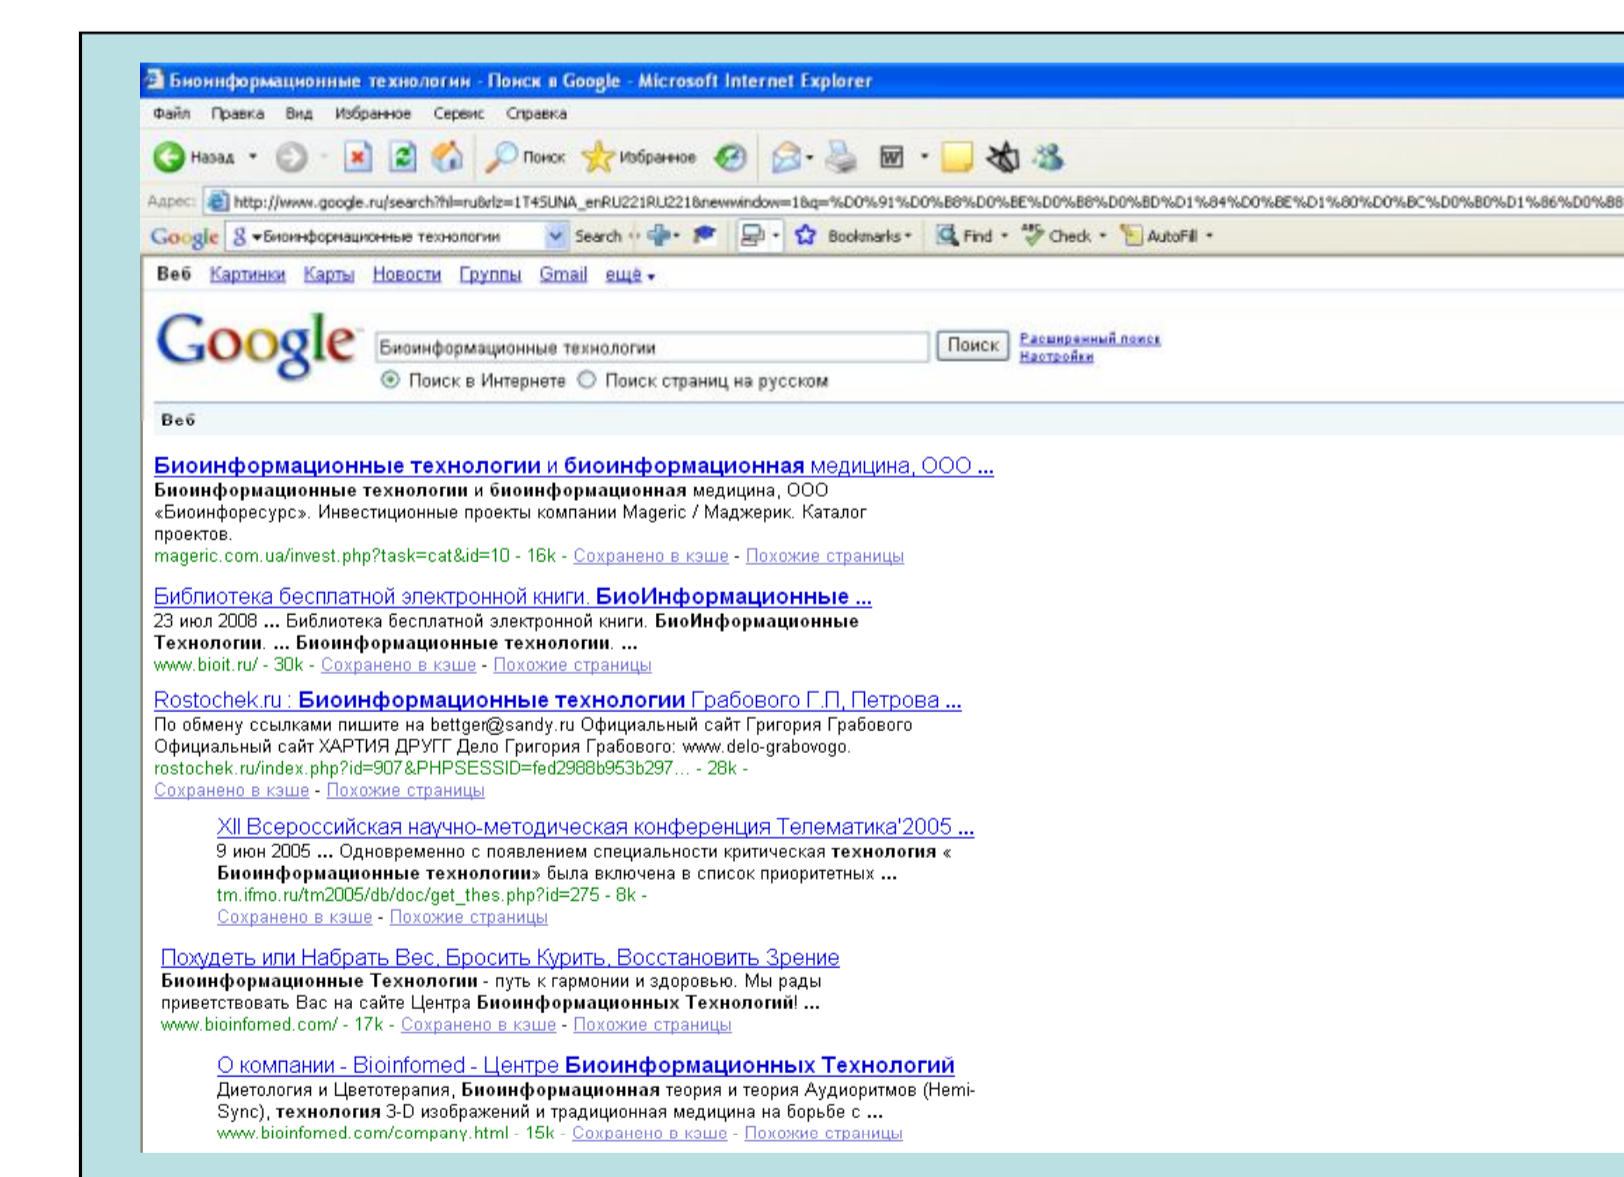 Биоинформационные технологии - Поиск в Google - Microsoft Internet Explorer
Файл Правка Вид Избранное Сервис Справка
Назад Поиск Избранное
Адрес: http://www.google.ru/search?hl=ru&rlz=1T4SUNA_enRU221RU221&newwindow=1&q=%D0%91%D0%B8%D0%BE%D0%B8%D0%BD%D1%84%D0%BE%D1%80%D0%BC%D0%B0%D1%86%D0%B8
Google Биоинформационные технологии Search Bookmarks Find Check AutoFill
Веб Картинки Карты Новости Группы Gmail ещё
Google Биоинформационные технологии Поиск Расширенный поиск
Настройки
Поиск в Интернете Поиск страниц на русском
Веб
Биоинформационные технологии и биоинформационная медицина, ООО ...
Биоинформационные технологии и биоинформационная медицина, ООО
«Биоинфоресурс». Инвестиционные проекты компании Mageric / Маджерик. Каталог
проектов.
mageric.com.ua/invest.php?task=cat&id=10 - 16k - Сохранено в кэше - Похожие страницы
Библиотека бесплатной электронной книги. БиоИнформационные ...
23 июл 2008 ... Библиотека бесплатной электронной книги. БиоИнформационные
Технологии. ... Биоинформационные технологии. ...
www.bioit.ru/ - 30k - Сохранено в кэше - Похожие страницы
Rostochek.ru : Биоинформационные технологии Грабового Г.П, Петрова ...
По обмену ссылками пишите на bettger@sandy.ru Официальный сайт Григория Грабового
Официальный сайт ХАРТИЯ ДРУГГ Дело Григория Грабового: www.delo-grabovogo.
rostochek.ru/index.php?id=907&PHPSESSID=fed2988b953b297... - 28k -
Сохранено в кэше - Похожие страницы
XII Всероссийская научно-методическая конференция Телематика'2005 ...
9 июн 2005 ... Одновременно с появлением специальности критическая технология «
Биоинформационные технологии» была включена в список приоритетных ...
tm.ifmo.ru/tm2005/db/doc/get_thes.php?id=275 - 8k -
Сохранено в кэше - Похожие страницы
Похудеть или Набрать Вес, Бросить Курить, Восстановить Зрение
Биоинформационные Технологии - путь к гармонии и здоровью. Мы рады
приветствовать Вас на сайте Центра Биоинформационных Технологий! ...
www.bioinfomed.com/ - 17k - Сохранено в кэше - Похожие страницы
О компании - Bioinfomed - Центре Биоинформационных Технологий
Диетология и Цветотерапия, Биоинформационная теория и теория Аудиоритмов (Hemi-
Sync), технология 3-D изображений и традиционная медицина на борьбе с ...
www.bioinfomed.com/company.html - 15k - Сохранено в кэше - Похожие страницы